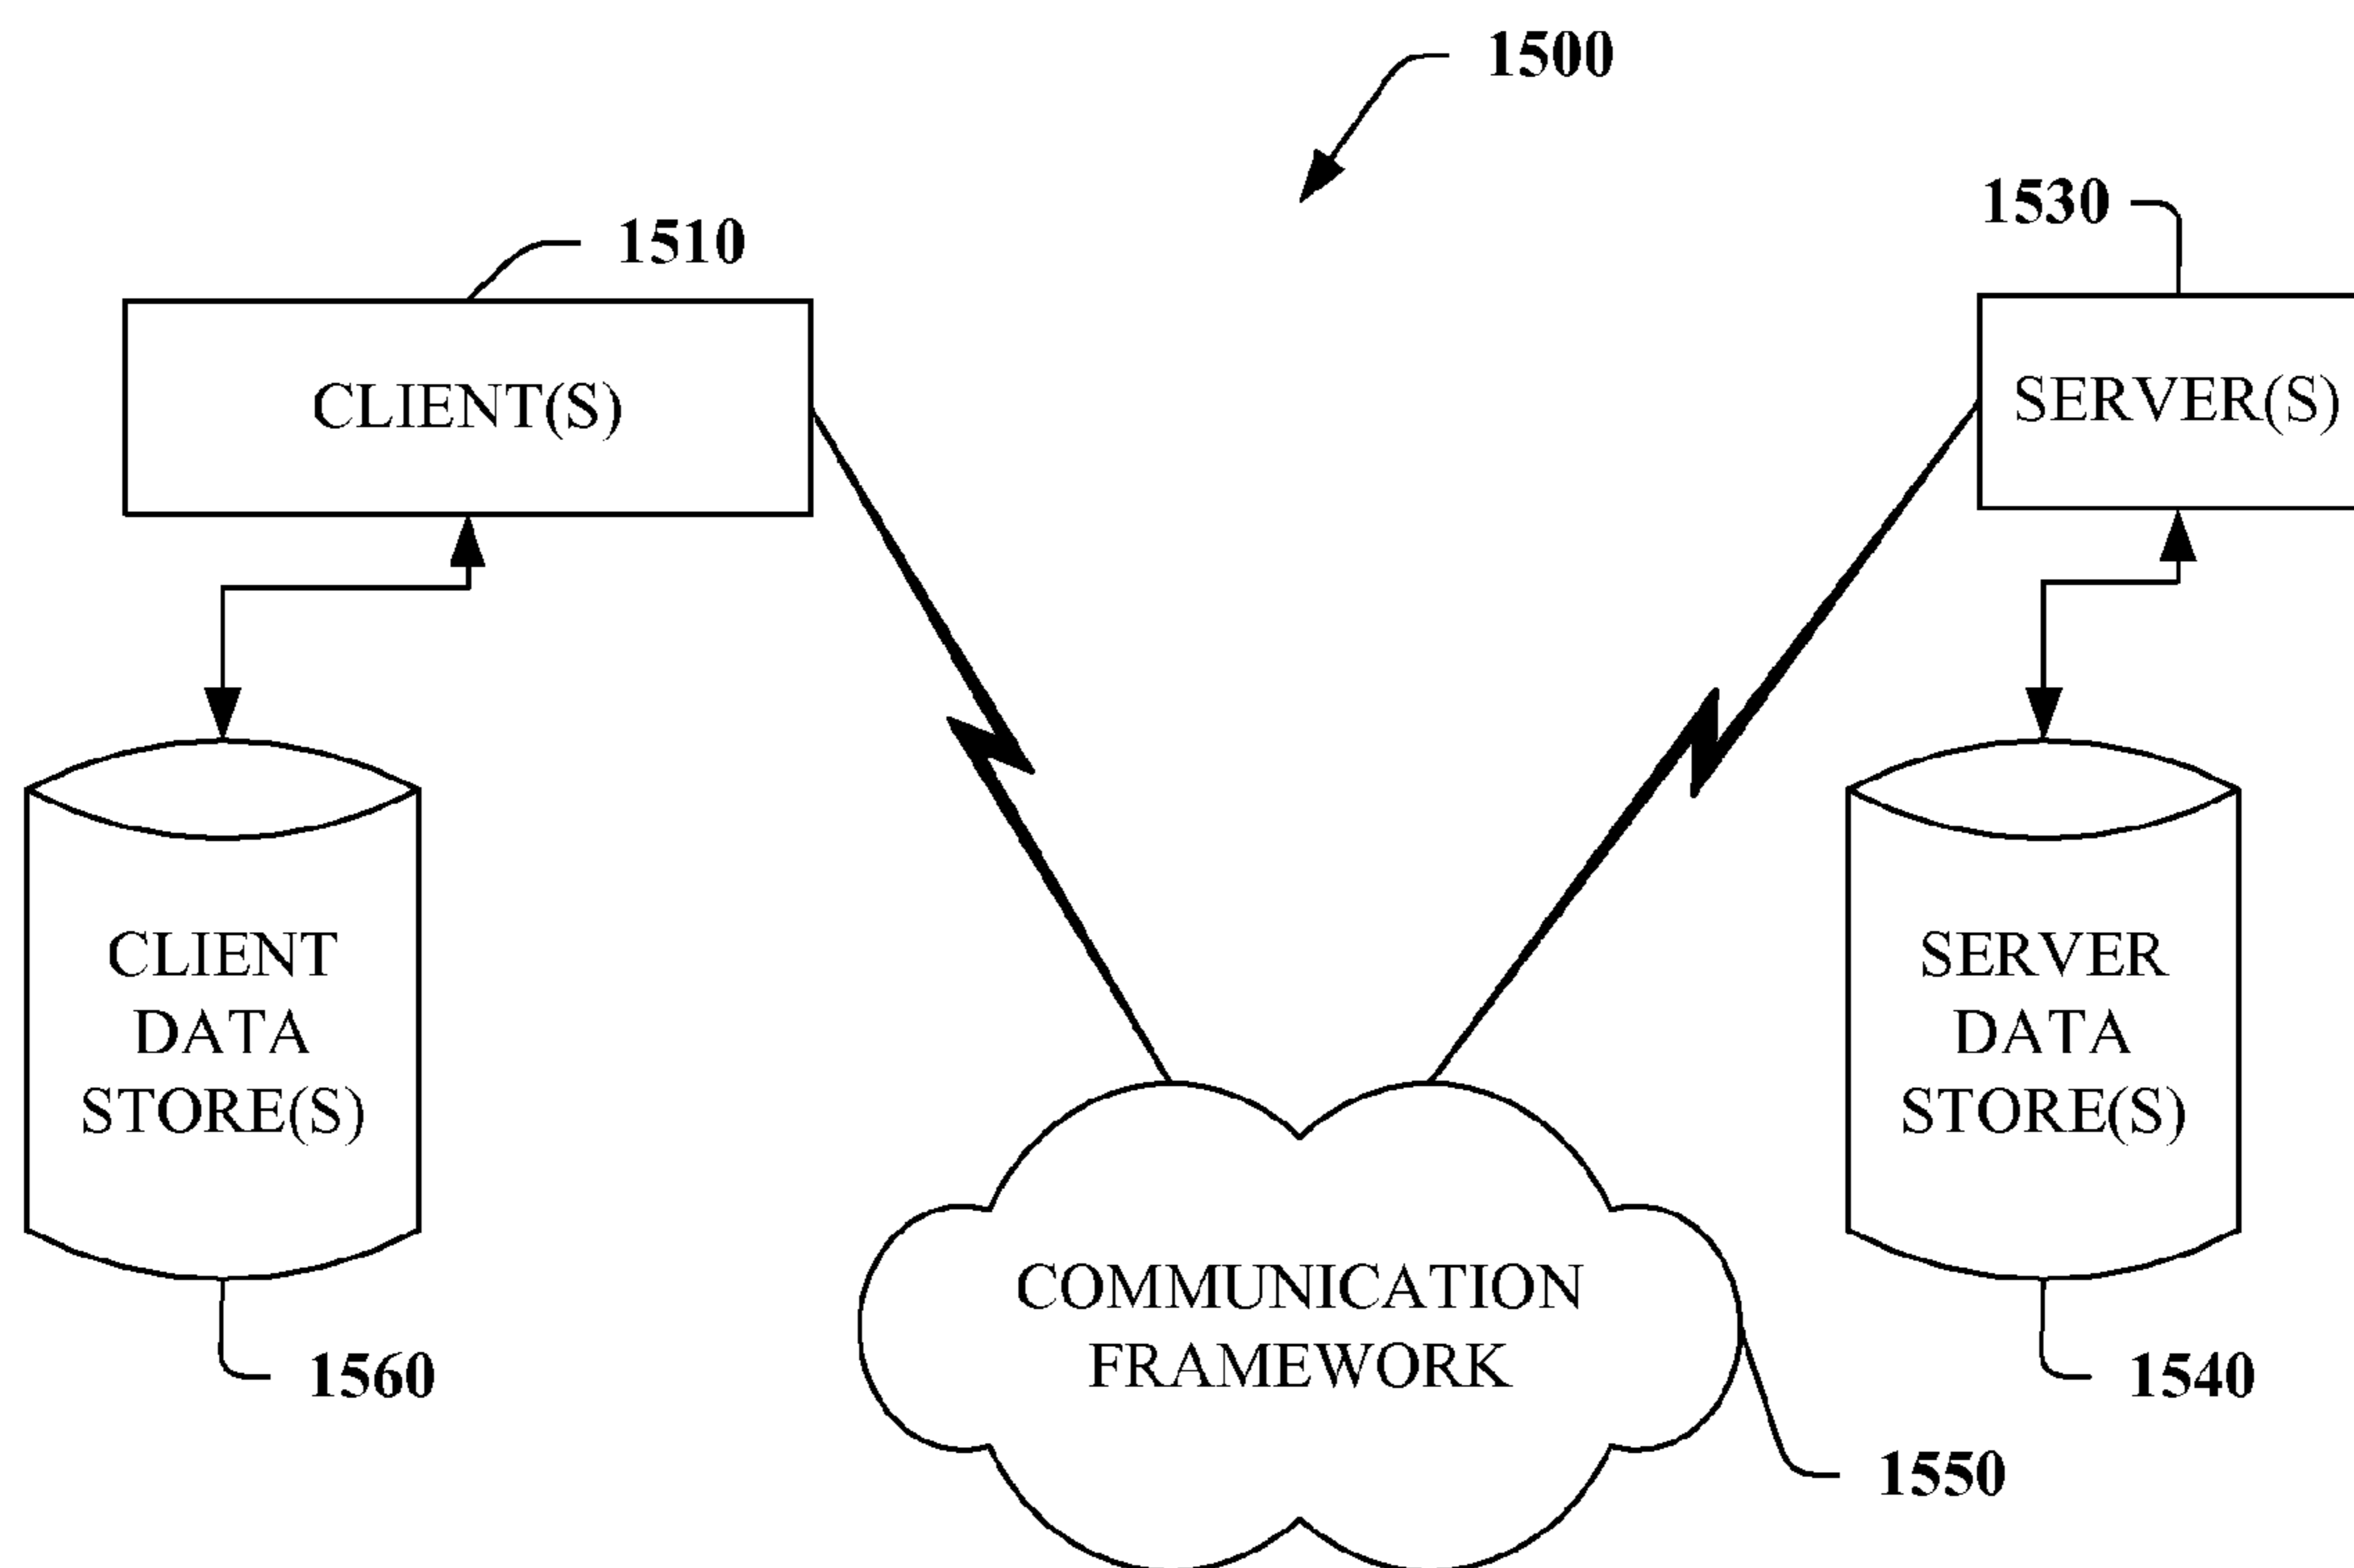 1500
1530
1510
CLIENT(S)
SERVER(S)
CLIENT
DATA
STORE(S)
SERVER
DATA
STORE(S)
COMMUNICATION
FRAMEWORK
1560
1540
1550